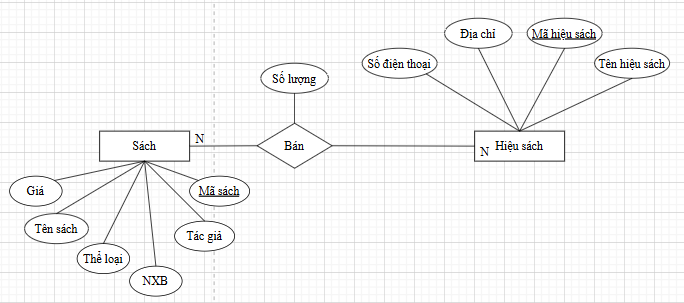 Địa chỉ
Mã hiệu sách
Số điện thoại
Tên hiệu sách
Số lượng
Sách
N
Bán
N
Hiệu sách
Giá
Mã sách
Tên sách
Tác giả
Thể loại
NXB